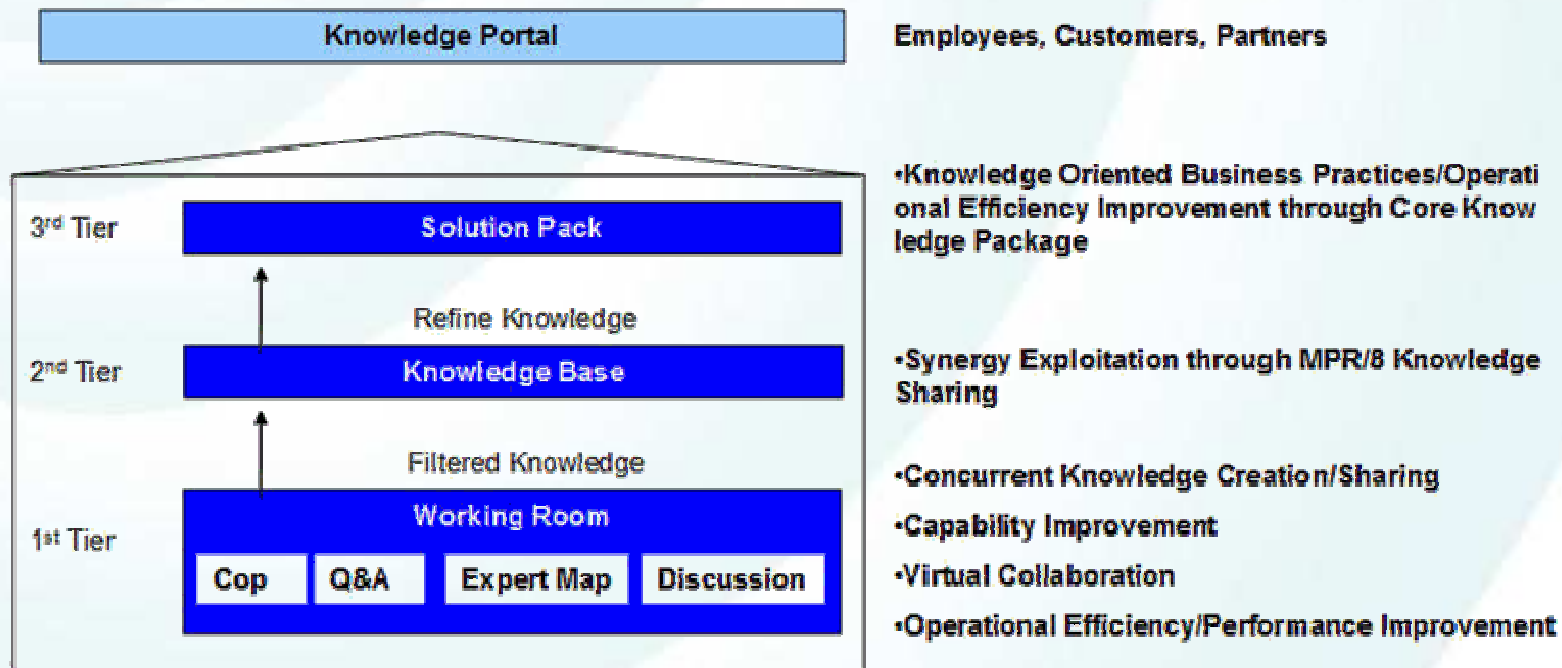 Knowledge Portal
Employees, Customers, Partners
3rd Tier
Solution Pack
•Knowledge Oriented Business Practices/Operati
onal Efficiency Improvement through Core Know
ledge Package
Refine Knowledge
2nd Tier
Knowledge Base
•Synergy Exploitation through MPR/8 Knowledge
Sharing
Filtered Knowledge
1st Tier
Working Room
Cop
Q&A
Expert Map
Discussion
•Concurrent Knowledge Creation/Sharing
•Capability Improvement
•Virtual Collaboration
•Operational Efficiency/Performance Improvement